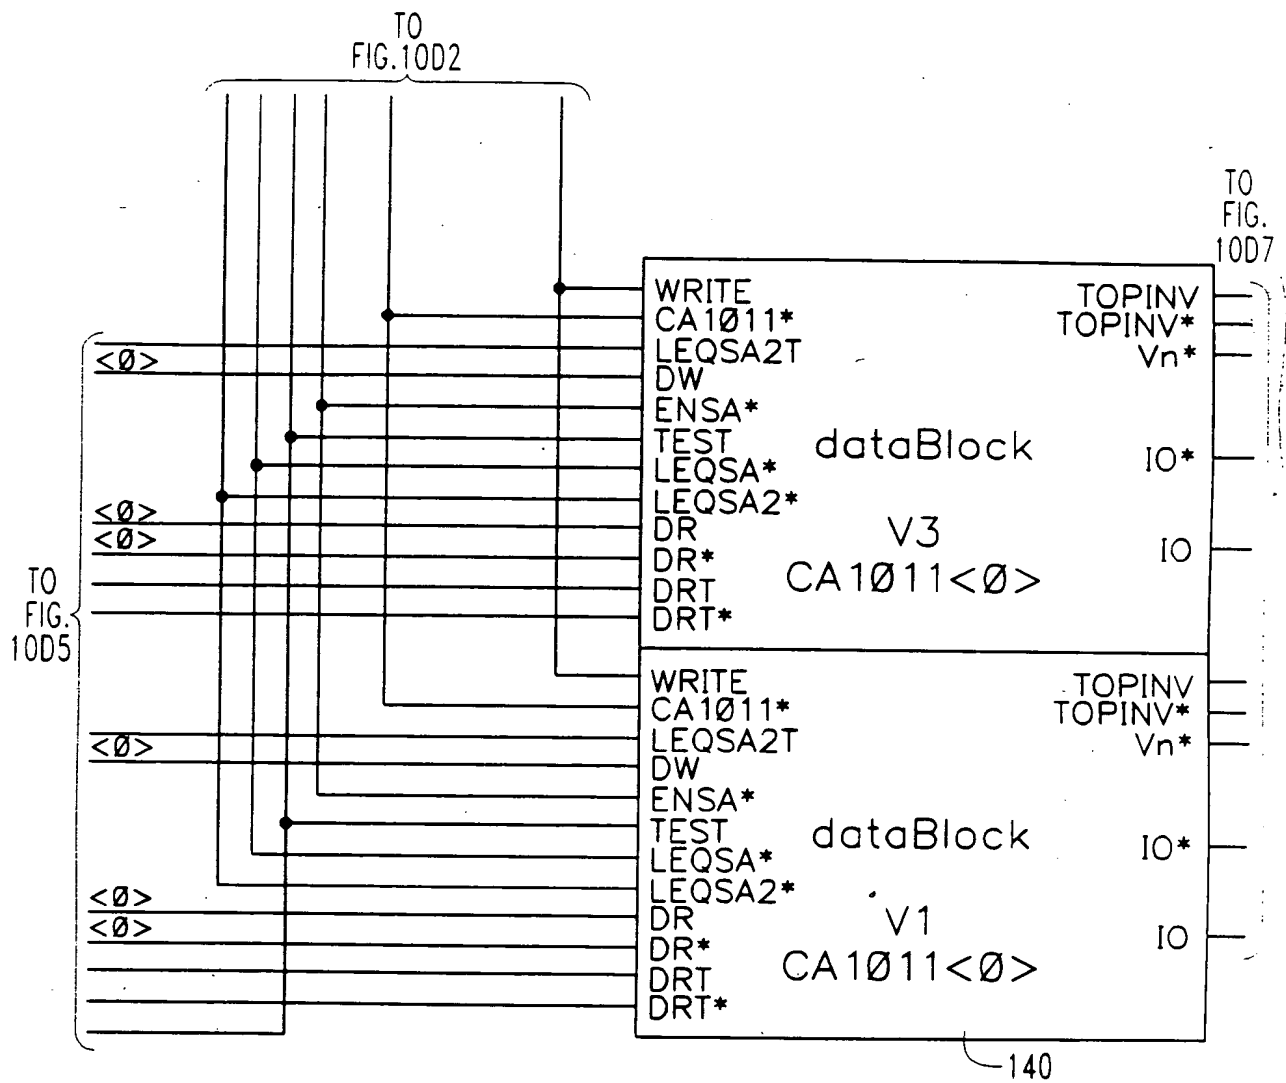 TO
FIG.10D2
TO
FIG.
10D7
WRITE
CA1Ø11*
LEQSA2T
DW
ENSA*
TEST
LEQSA*
LEQSA2*
DR
DR*
DRT
DRT*
dataBlock
V3
CA1Ø11<Ø>
TOPINV
TOPINV*
Vn*
IO*
IO
<Ø>
<Ø>
<Ø>
TO
FIG.
10D5
WRITE
CA1Ø11*
LEQSA2T
DW
ENSA*
TEST
LEQSA*
LEQSA2*
DR
DR*
DRT
DRT*
dataBlock
V1
CA1Ø11<Ø>
TOPINV
TOPINV*
Vn*
IO*
IO
<Ø>
<Ø>
<Ø>
140